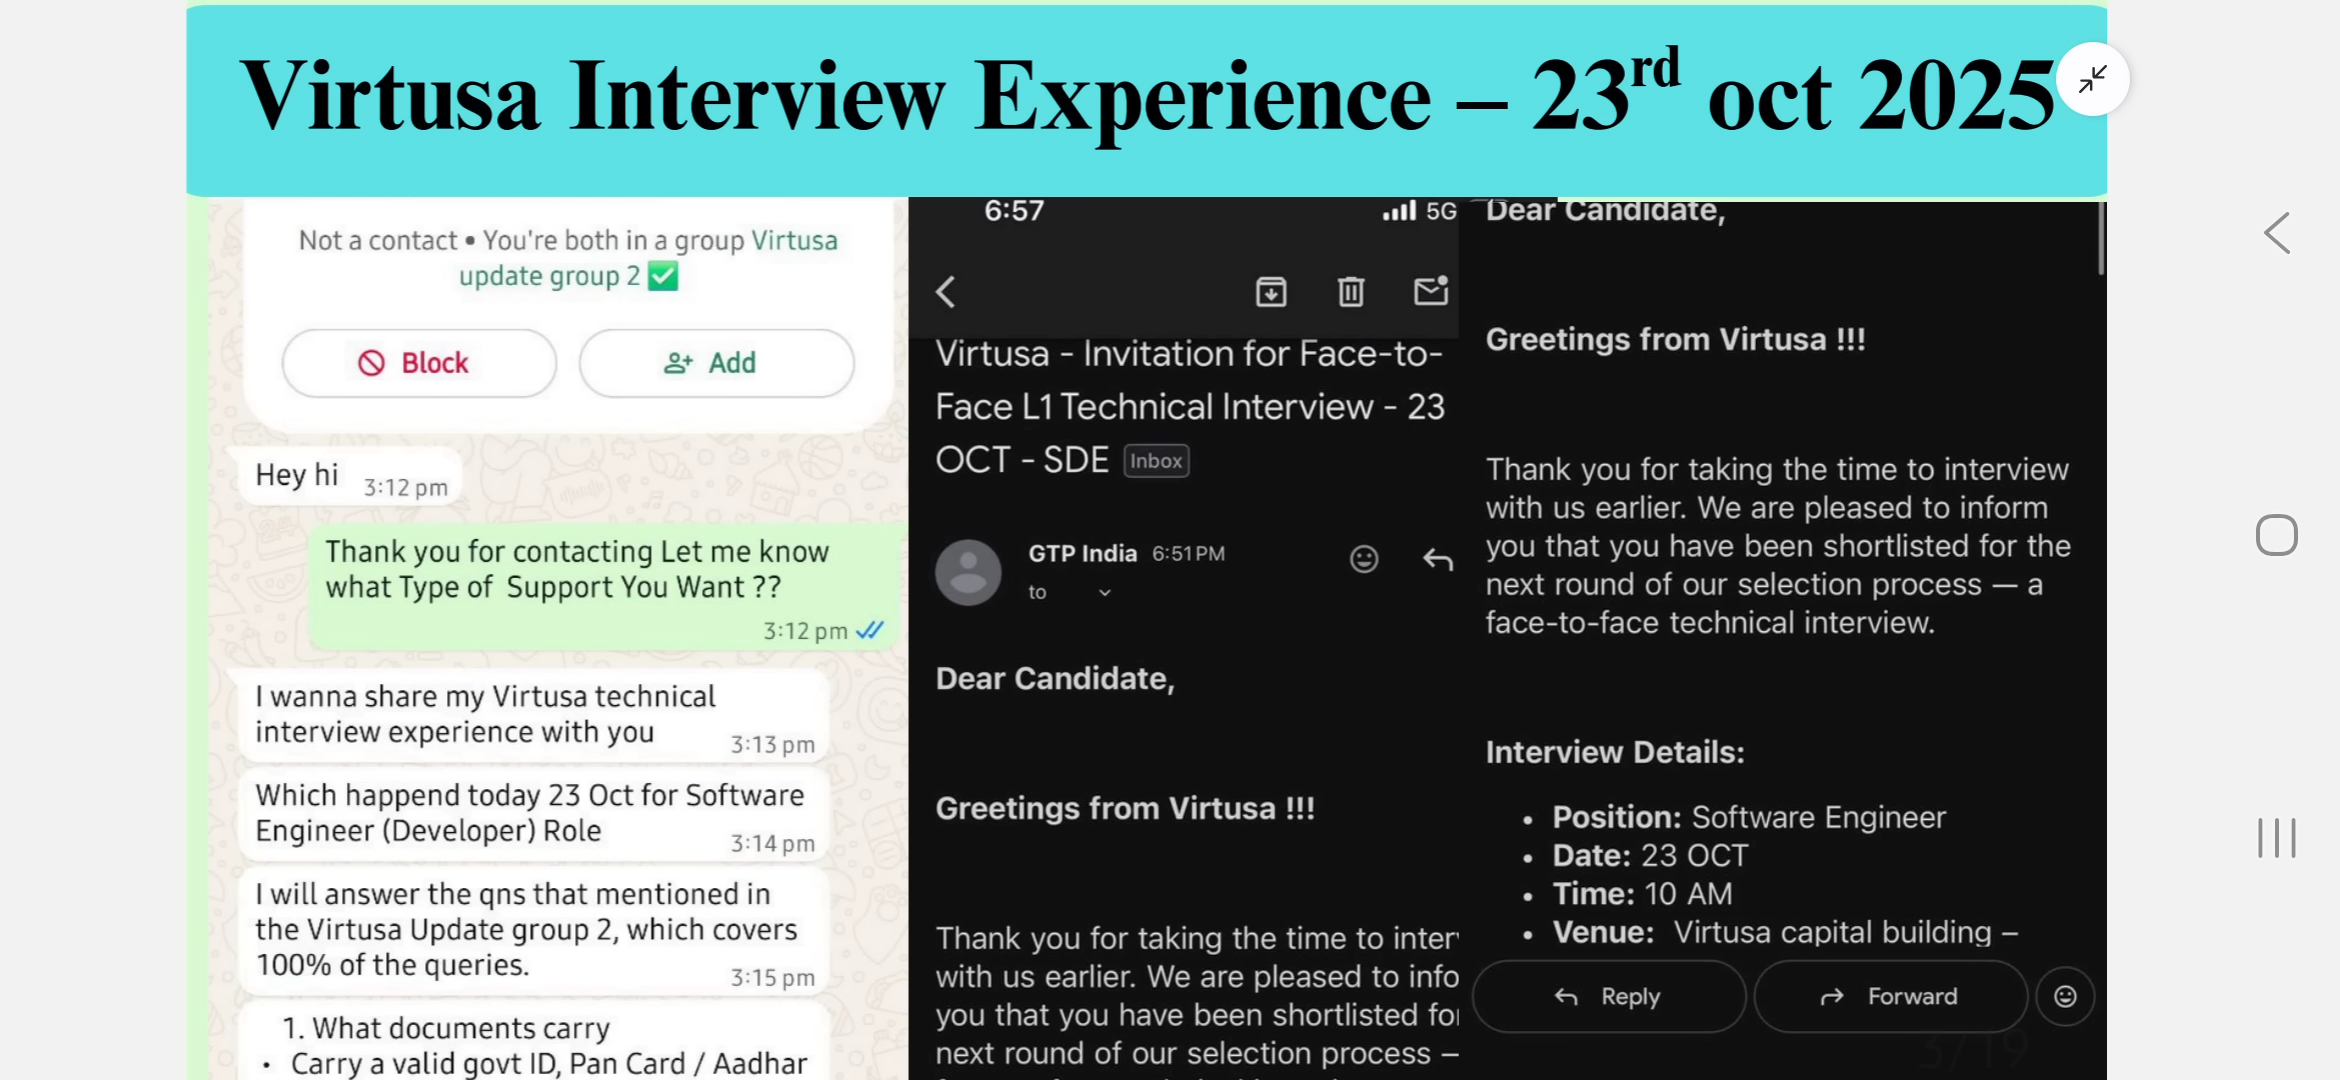 Virtusa Interview Experience – 23rd oct 2025
Not a contact • You're both in a group Virtusa
update group 2 ✅
Block
Add
Hey hi
3:12 pm
Thank you for contacting Let me know
what Type of Support You Want ??
3:12 pm
I wanna share my Virtusa technical
interview experience with you
3:13 pm
Which happend today 23 Oct for Software
Engineer (Developer) Role
3:14 pm
I will answer the qns that mentioned in
the Virtusa Update group 2, which covers
100% of the queries.
3:15 pm
1. What documents carry
• Carry a valid govt ID, Pan Card / Aadhar
6:57
5G
Virtusa - Invitation for Face-to-
Face L1 Technical Interview - 23
OCT - SDE Inbox
GTP India 6:51 PM
to
Dear Candidate,
Greetings from Virtusa !!!
Thank you for taking the time to inter
with us earlier. We are pleased to info
you that you have been shortlisted for
next round of our selection process —
Dear Candidate,
Greetings from Virtusa !!!
Thank you for taking the time to interview
with us earlier. We are pleased to inform
you that you have been shortlisted for the
next round of our selection process — a
face-to-face technical interview.
Interview Details:
• Position: Software Engineer
• Date: 23 OCT
• Time: 10 AM
• Venue: Virtusa capital building –
Reply
Forward
3/19